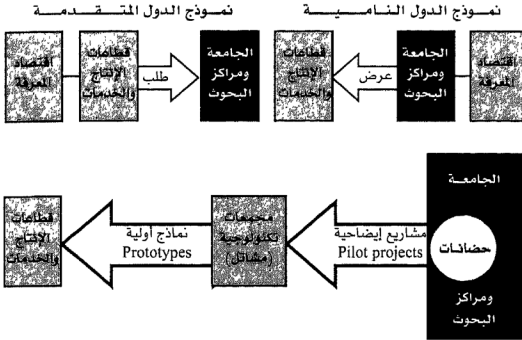 نموذج الدول الناميــة
نموذج الدول المتقدمــة
اقتصاد
المعرفة
الجامعة
ومراكز
البحوث
عرض
قطاعات
الإنتاج
والخدمات
الجامعة
ومراكز
البحوث
طلب
قطاعات
الإنتاج
والخدمات
اقتصاد
المعرفة
الجامعة
حضانات
ومراكز
البحوث
مشاريع إيضاحية
Pilot projects
مجمعات
تكنولوجية
(مشاتل)
نماذج أولية
Prototypes
قطاعات
الإنتاج
والخدمات